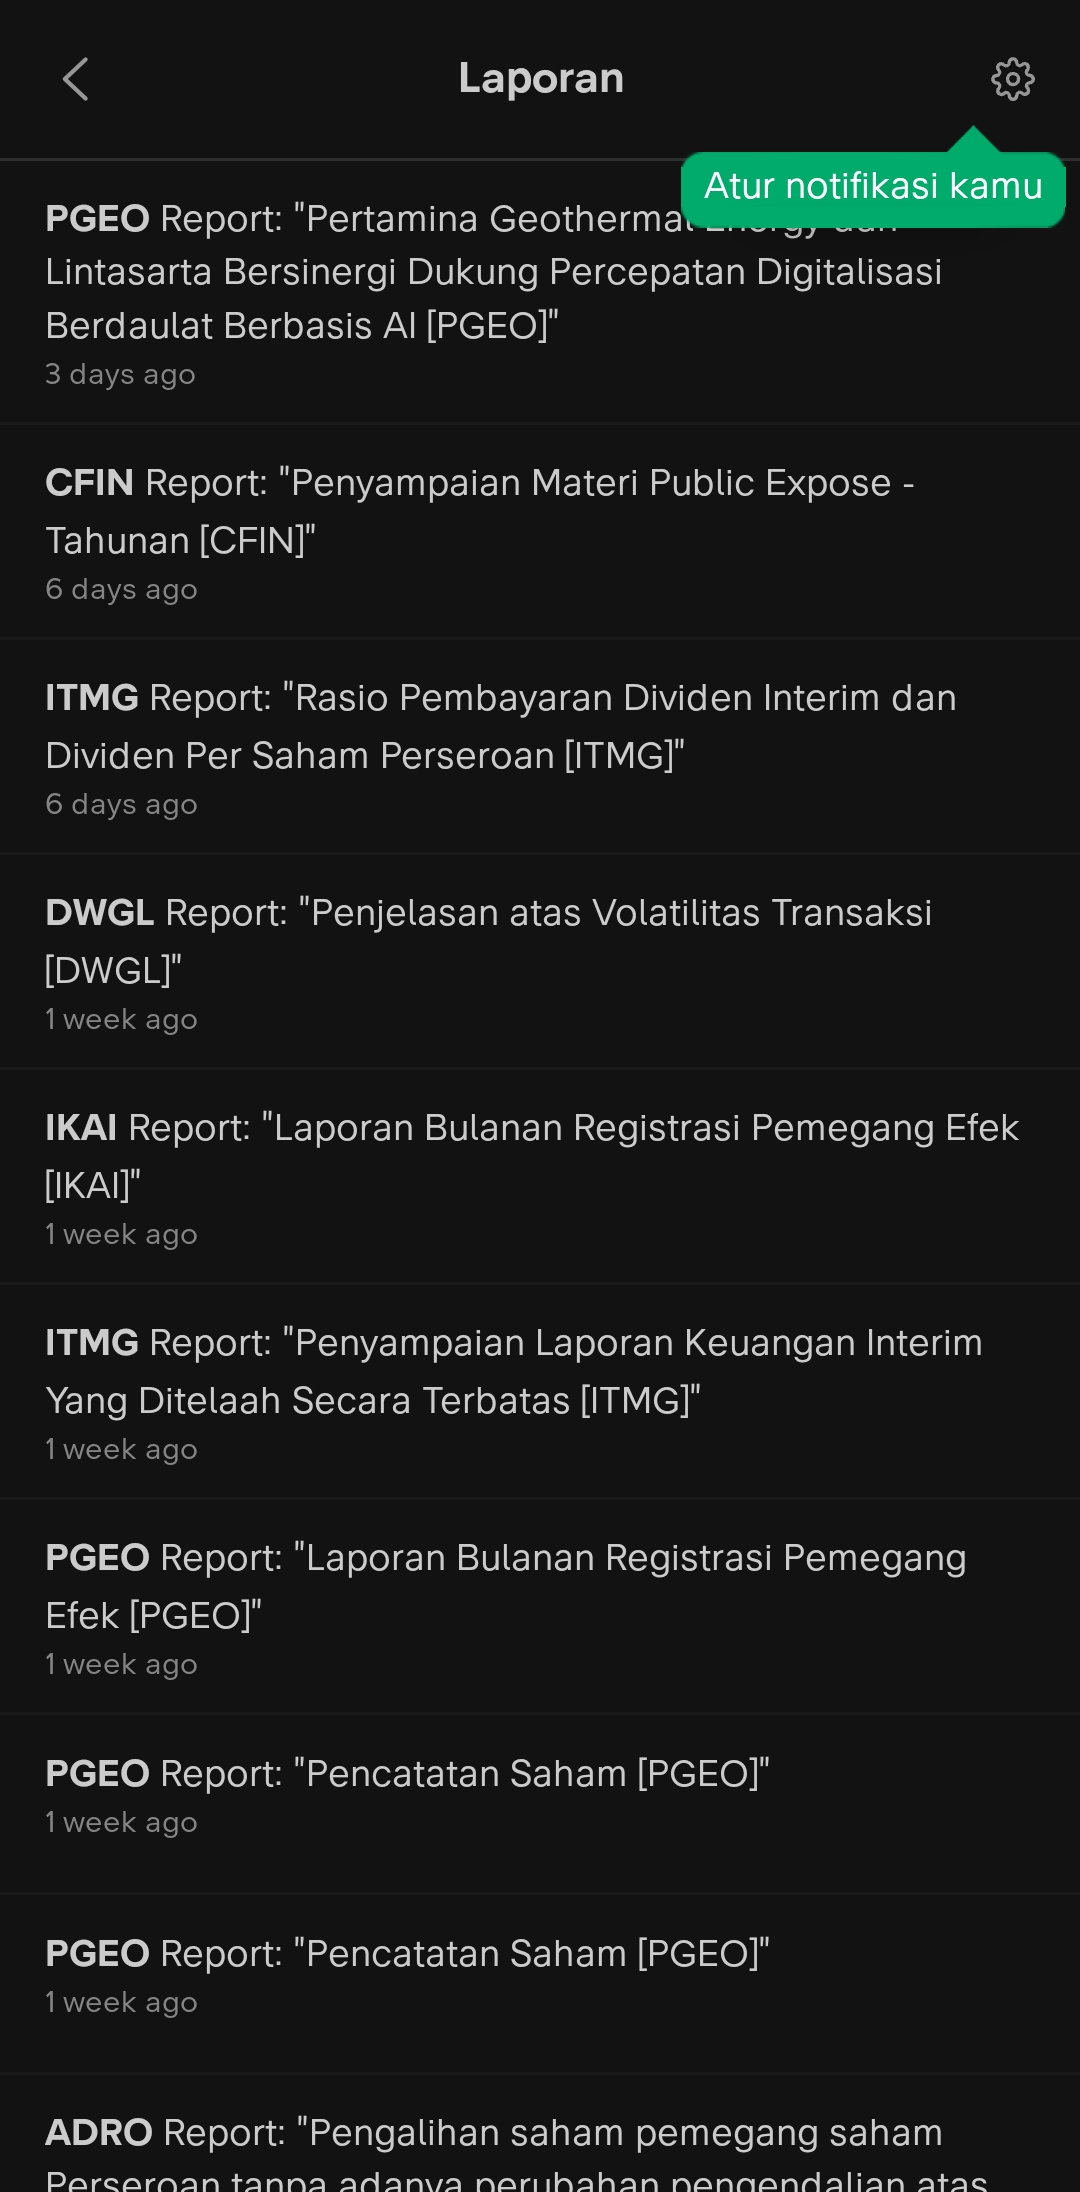 Laporan
Atur notifikasi kamu
PGEO Report: "Pertamina Geothermal
Lintasarta Bersinergi Dukung Percepatan Digitalisasi
Berdaulat Berbasis AI [PGEO]"
3 days ago
CFIN Report: "Penyampaian Materi Public Expose -
Tahunan [CFIN]"
6 days ago
ITMG Report: "Rasio Pembayaran Dividen Interim dan
Dividen Per Saham Perseroan [ITMG]"
6 days ago
DWGL Report: "Penjelasan atas Volatilitas Transaksi
[DWGL]"
1 week ago
IKAI Report: "Laporan Bulanan Registrasi Pemegang Efek
[IKAI]"
1 week ago
ITMG Report: "Penyampaian Laporan Keuangan Interim
Yang Ditelaah Secara Terbatas [ITMG]"
1 week ago
PGEO Report: "Laporan Bulanan Registrasi Pemegang
Efek [PGEO]"
1 week ago
PGEO Report: "Pencatatan Saham [PGEO]"
1 week ago
PGEO Report: "Pencatatan Saham [PGEO]"
1 week ago
ADRO Report: "Pengalihan saham pemegang saham
Perseroan tanpa adanya perubahan pengendalian atas